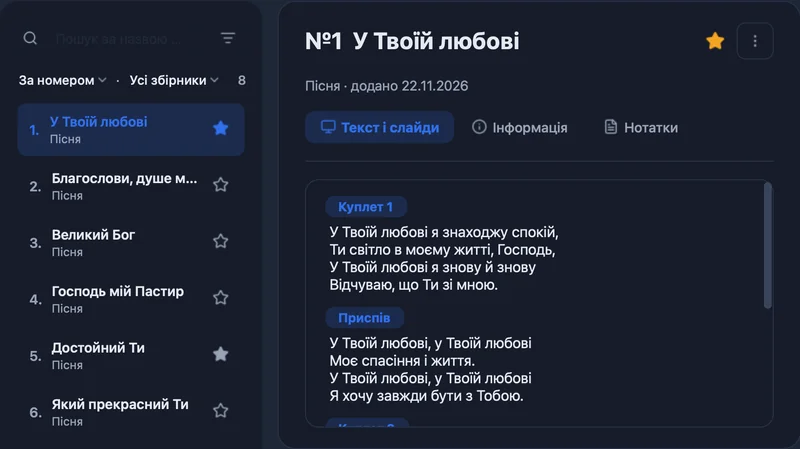 Пошук за назвою ...
За номером · Усі збірники 8
1. У Твоїй любові
Пісня
2. Благослови, душе м...
Пісня
3. Великий Бог
Пісня
4. Господь мій Пастир
Пісня
5. Достойний Ти
Пісня
6. Який прекрасний Ти
Пісня
№1 У Твоїй любові
Пісня · додано 22.11.2026
Текст і слайди Інформація Нотатки
Куплет 1
У Твоїй любові я знаходжу спокій,
Ти світло в моєму житті, Господь,
У Твоїй любові я знову й знову
Відчуваю, що Ти зі мною.
Приспів
У Твоїй любові, у Твоїй любові
Моє спасіння і життя.
У Твоїй любові, у Твоїй любові
Я хочу завжди бути з Тобою.